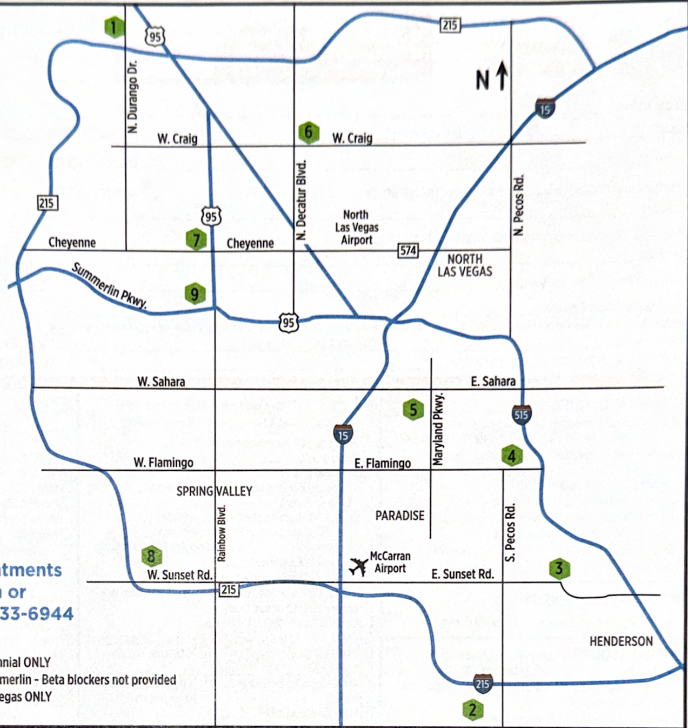 1
95
215
N
15
N. Durango Dr.
W. Craig
6
W. Craig
N. Decatur Blvd.
N. Pecos Rd.
215
95
7
Cheyenne
Cheyenne
North
Las Vegas
Airport
574
NORTH
LAS VEGAS
Summerlin Pkwy.
9
95
W. Sahara
E. Sahara
5
Maryland Pkwy.
515
15
4
W. Flamingo
E. Flamingo
SPRING VALLEY
Rainbow Blvd.
PARADISE
S. Pecos Rd.
8
McCarran
Airport
3
W. Sunset Rd.
E. Sunset Rd.
215
HENDERSON
215
2
ntments
n or
33-6944
nnial ONLY
merlin - Beta blockers not provided
egas ONLY